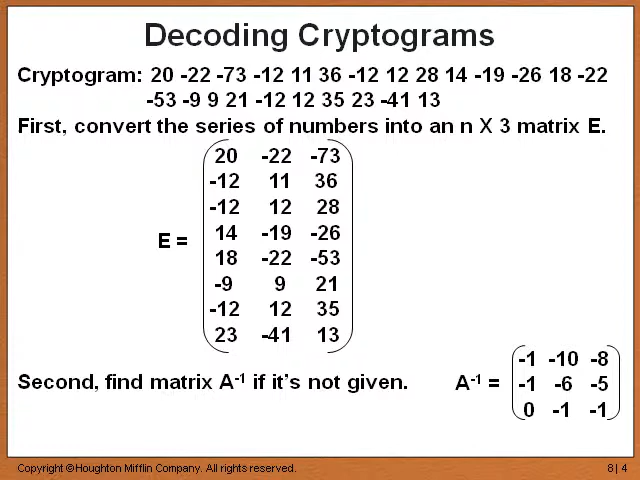 Decoding Cryptograms
Cryptogram: 20 -22 -73 -12 11 36 -12 12 28 14 -19 -26 18 -22
-53 -9 9 21 -12 12 35 23 -41 13
First, convert the series of numbers into an n X 3 matrix E.
20 -22 -73
-12 11 36
-12 12 28
14 -19 -26
E =
18 -22 -53
-9 9 21
-12 12 35
23 -41 13
-1 -10 -8
Second, find matrix A-1 if it's not given. A-1 = -1 -6 -5
0 -1 -1
Copyright ©Houghton Mifflin Company. All rights reserved. 8| 4